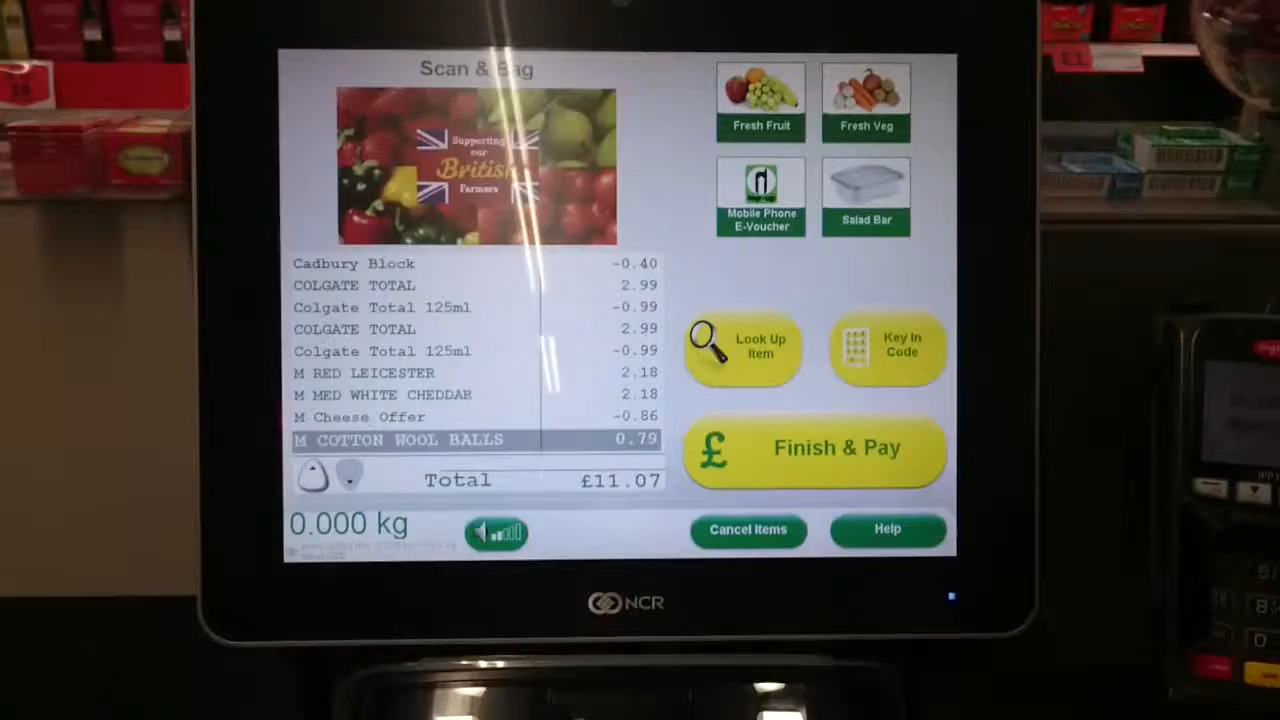 Scan & Bag
Supporting
our
British
Farmers
Fresh Fruit
Fresh Veg
top-up
Mobile Phone
E-Voucher
Salad Bar
Cadbury Block -0.40
COLGATE TOTAL 2.99
Colgate Total 125ml -0.99
COLGATE TOTAL 2.99
Colgate Total 125ml -0.99
M RED LEICESTER 2.18
M MED WHITE CHEDDAR 2.18
M Cheese Offer -0.86
M COTTON WOOL BALLS 0.79
Total £11.07
Look Up
Item
Key In
Code
£ Finish & Pay
0.000 kg
Cancel Items
Help
NCR
£1